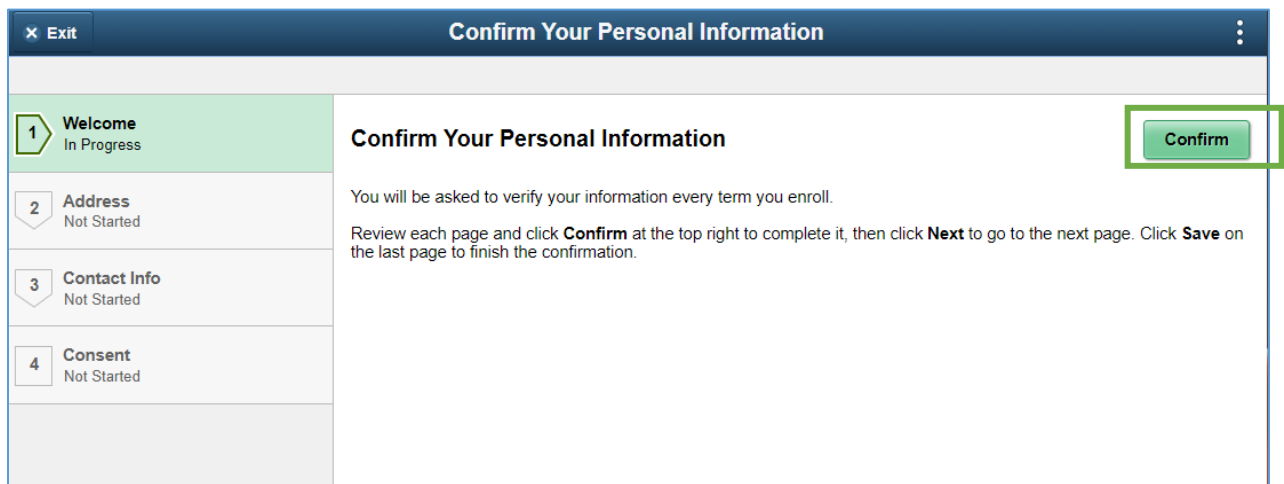 × Exit
Confirm Your Personal Information
1
Welcome
In Progress
2
Address
Not Started
3
Contact Info
Not Started
4
Consent
Not Started
Confirm Your Personal Information
Confirm
You will be asked to verify your information every term you enroll.
Review each page and click Confirm at the top right to complete it, then click Next to go to the next page. Click Save on
the last page to finish the confirmation.